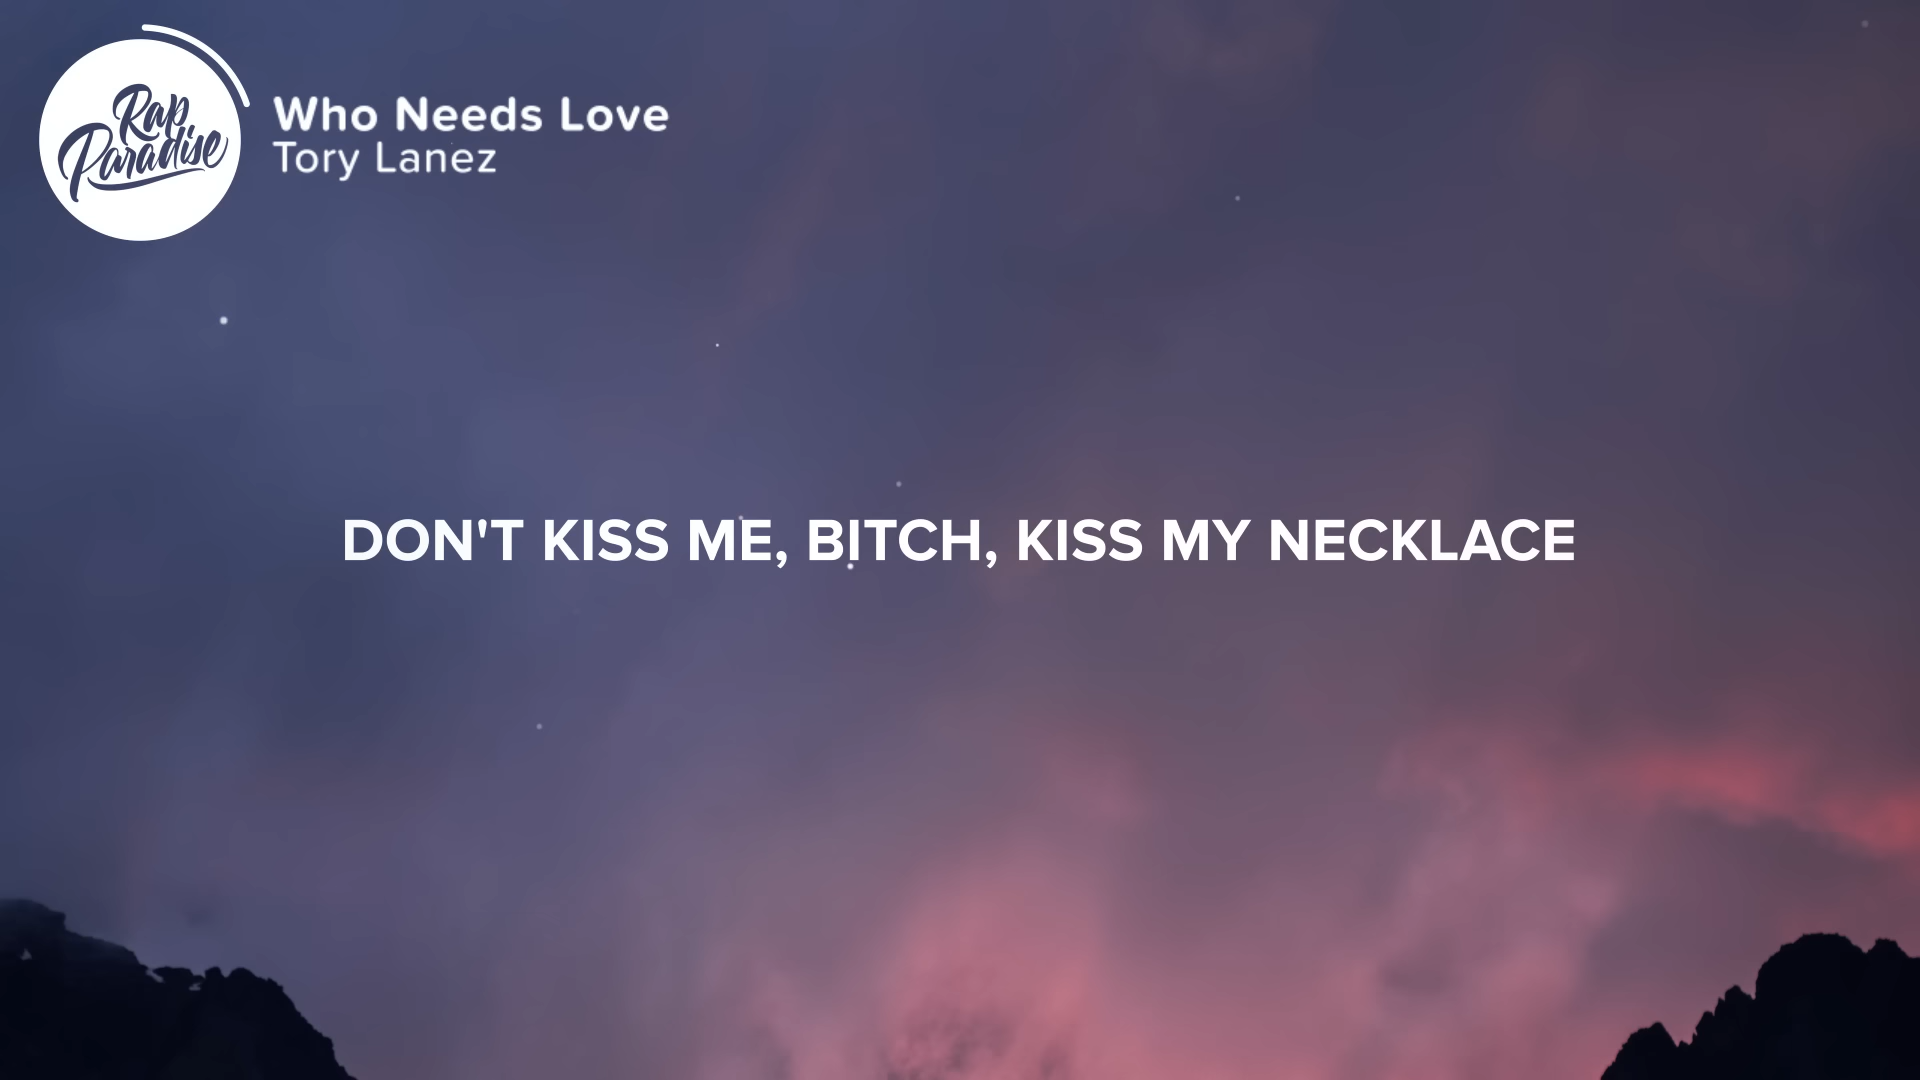 Rap
Paradise
Who Needs Love
Tory Lanez
DON'T KISS ME, BITCH, KISS MY NECKLACE